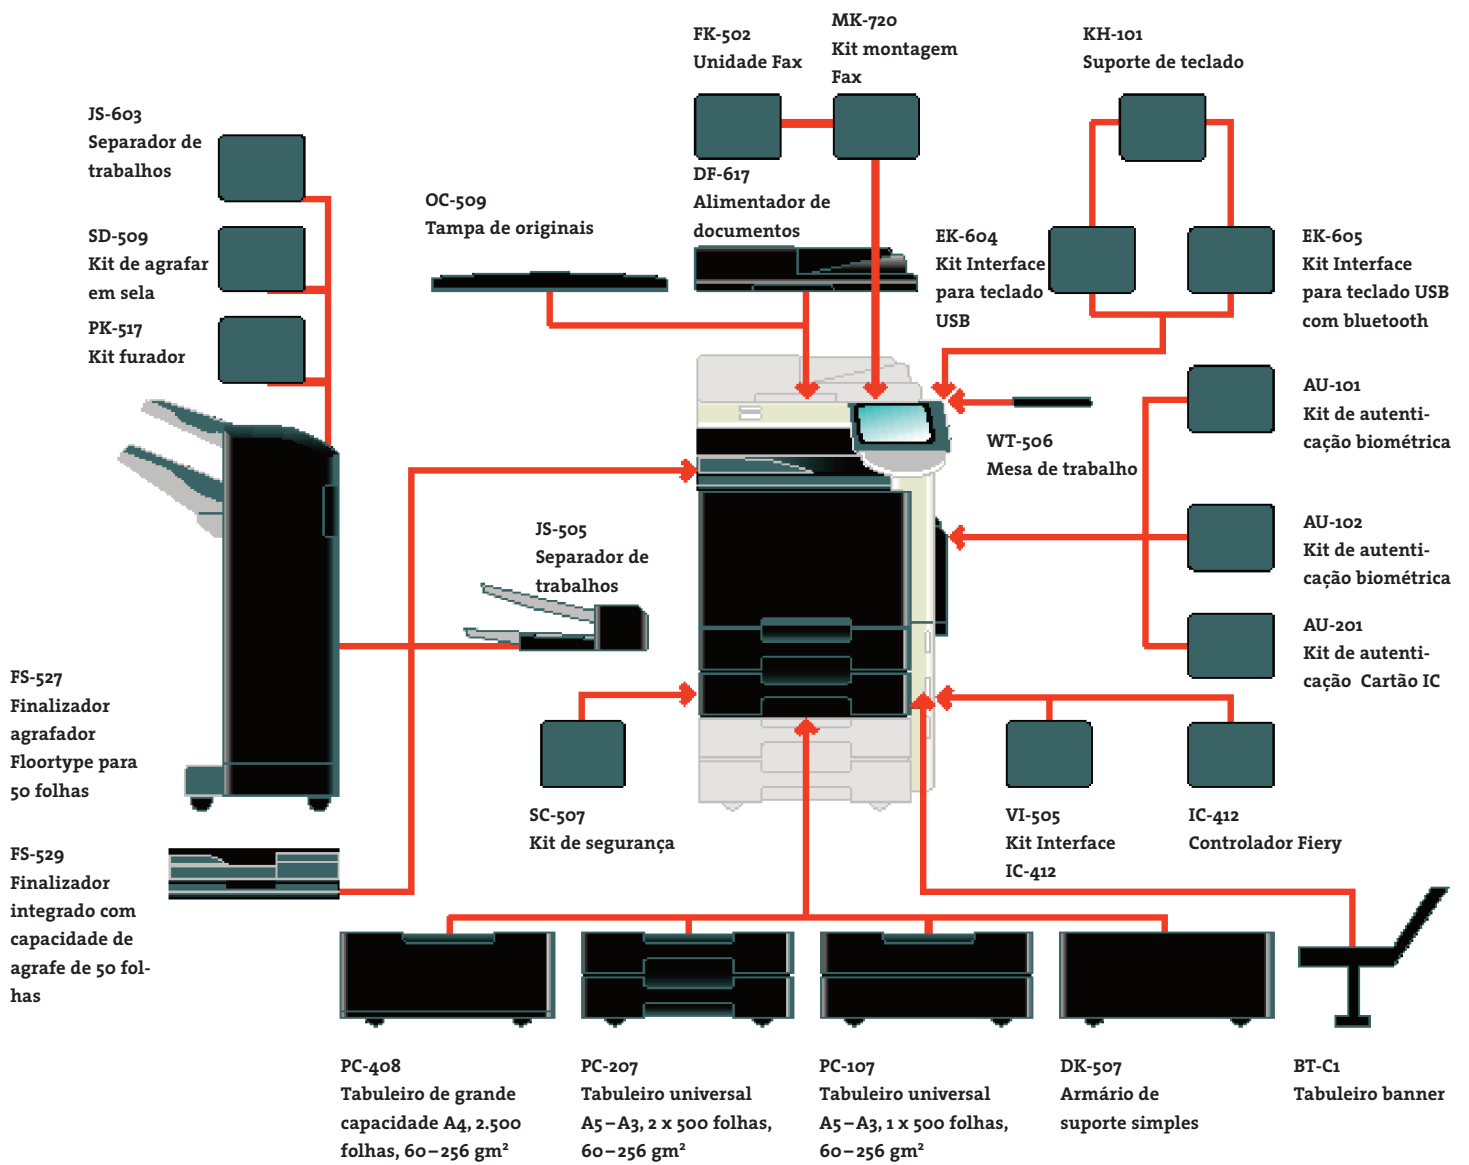 FK-502
Unidade Fax
MK-720
Kit montagem
Fax
KH-101
Suporte de teclado
JS-603
Separador de
trabalhos
SD-509
Kit de agrafar
em sela
PK-517
Kit furador
OC-509
Tampa de originais
DF-617
Alimentador de
documentos
EK-604
Kit Interface
para teclado
USB
EK-605
Kit Interface
para teclado USB
com bluetooth
AU-101
Kit de autenti-
cação biométrica
WT-506
Mesa de trabalho
AU-102
Kit de autenti-
cação biométrica
JS-505
Separador de
trabalhos
AU-201
Kit de autenti-
cação Cartão IC
FS-527
Finalizador
agrafador
Floortype para
50 folhas
SC-507
Kit de segurança
VI-505
Kit Interface
IC-412
IC-412
Controlador Fiery
FS-529
Finalizador
integrado com
capacidade de
agrafe de 50 fol-
has
PC-408
Tabuleiro de grande
capacidade A4, 2.500
folhas, 60–256 gm²
PC-207
Tabuleiro universal
A5–A3, 2 x 500 folhas,
60–256 gm²
PC-107
Tabuleiro universal
A5–A3, 1 x 500 folhas,
60–256 gm²
DK-507
Armário de
suporte simples
BT-C1
Tabuleiro banner